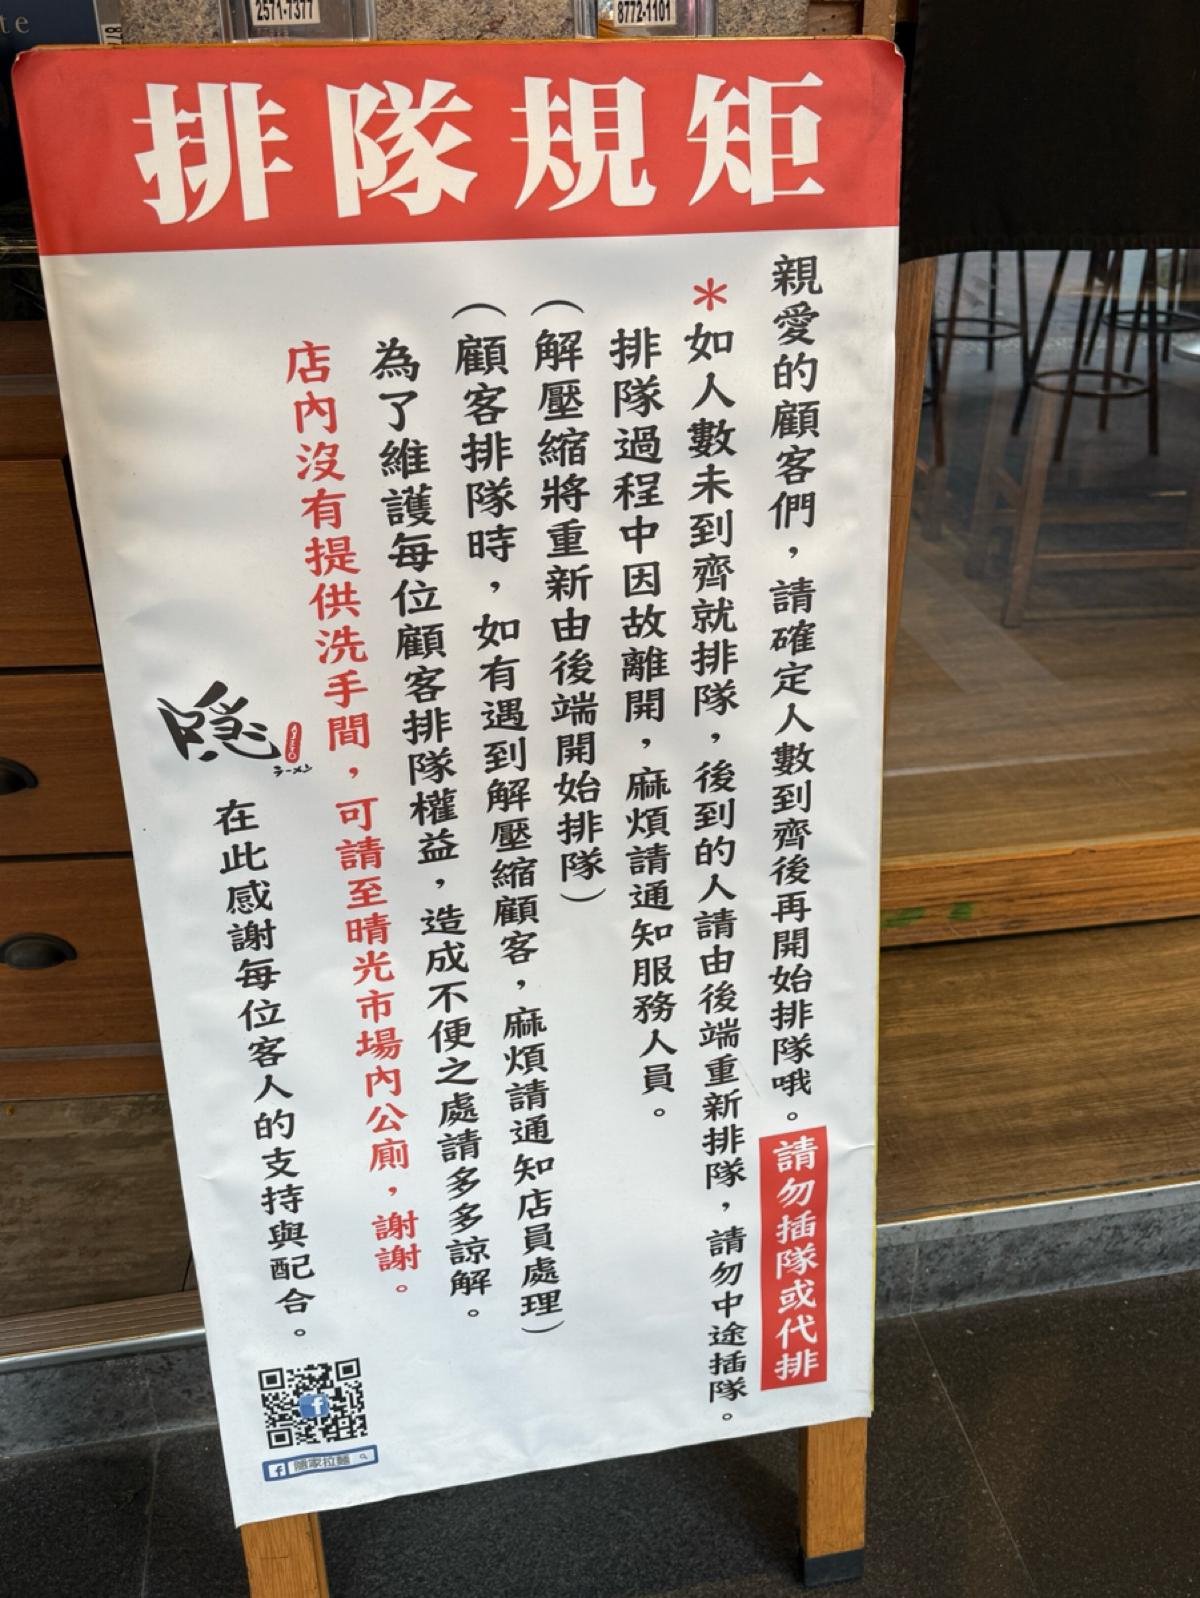 2571-7377
8772-1101
te
排隊規矩
親愛的顧客們，請確定人數到齊後再開始排隊哦。請勿插隊或代排
*如人數未到齊就排隊，後到的人請由後端重新排隊，請勿中途插隊。
排隊過程中因故離開，麻煩請通知服務人員。
（解壓縮將重新由後端開始排隊）
（顧客排隊時，如有遇到解壓縮顧客，麻煩請通知店員處理）
為了維護每位顧客排隊權益，造成不便之處請多多諒解。
店內沒有提供洗手間，可請至晴光市場內公廁，謝謝。
隱
ラーメン
在此感謝每位客人的支持與配合。
f 隱家拉麵